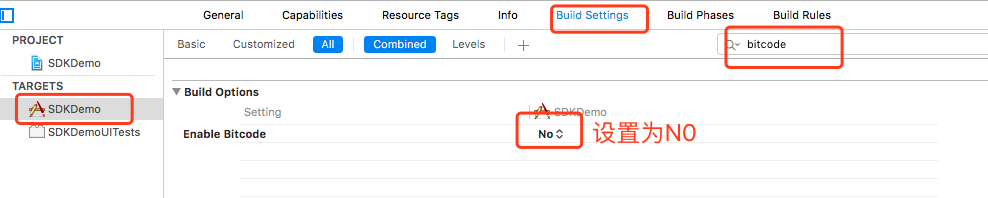 General Capabilities Resource Tags Info Build Settings Build Phases Build Rules
PROJECT
SDKDemo
TARGETS
SDKDemo
SDKDemoUITests
Basic Customized All Combined Levels + bitcode
Build Options
Setting SDKDemo
Enable Bitcode No 设置为N0